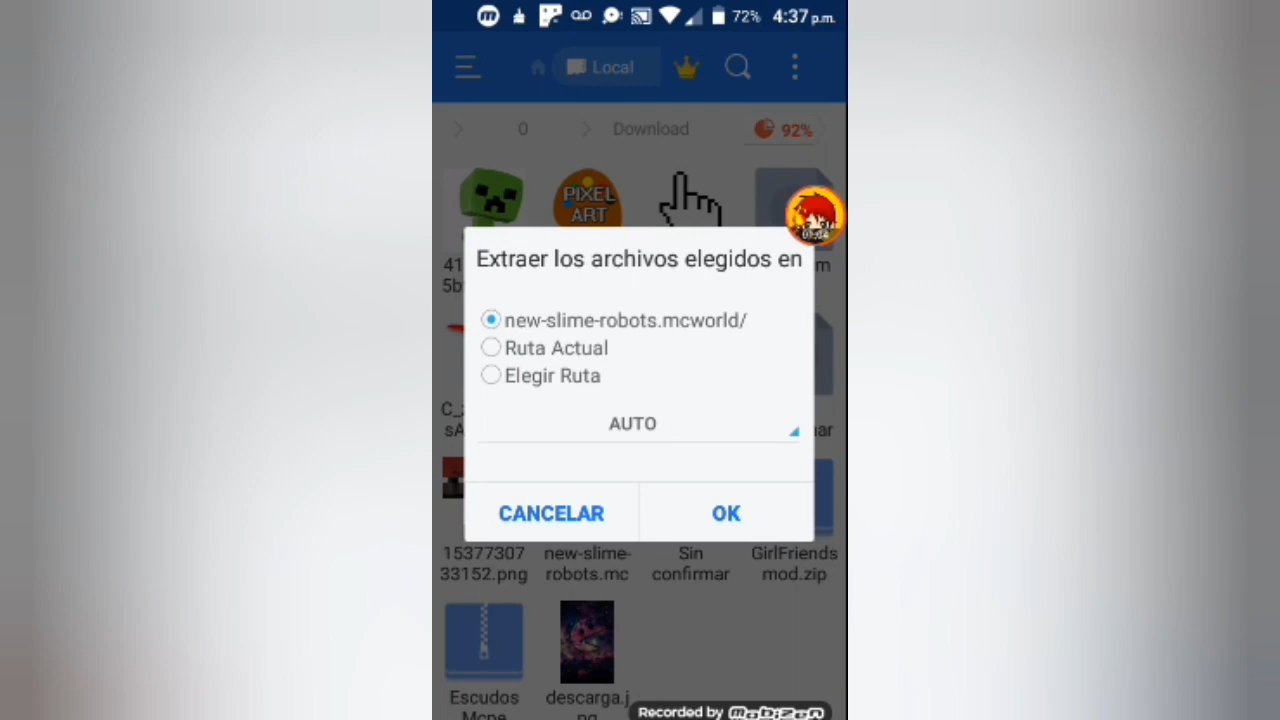 72% 4:37 p.m.
Local
0 Download 92%
PIXEL
ART
Extraer los archivos elegidos en
new-slime-robots.mcworld/
Ruta Actual
Elegir Ruta
AUTO
CANCELAR OK
15377307
33152.png
new-slime-
robots.mc
Sin
confirmar
GirlFriends
mod.zip
Escudos
Mcpe
descarga.j
Recorded by MOBIZEN